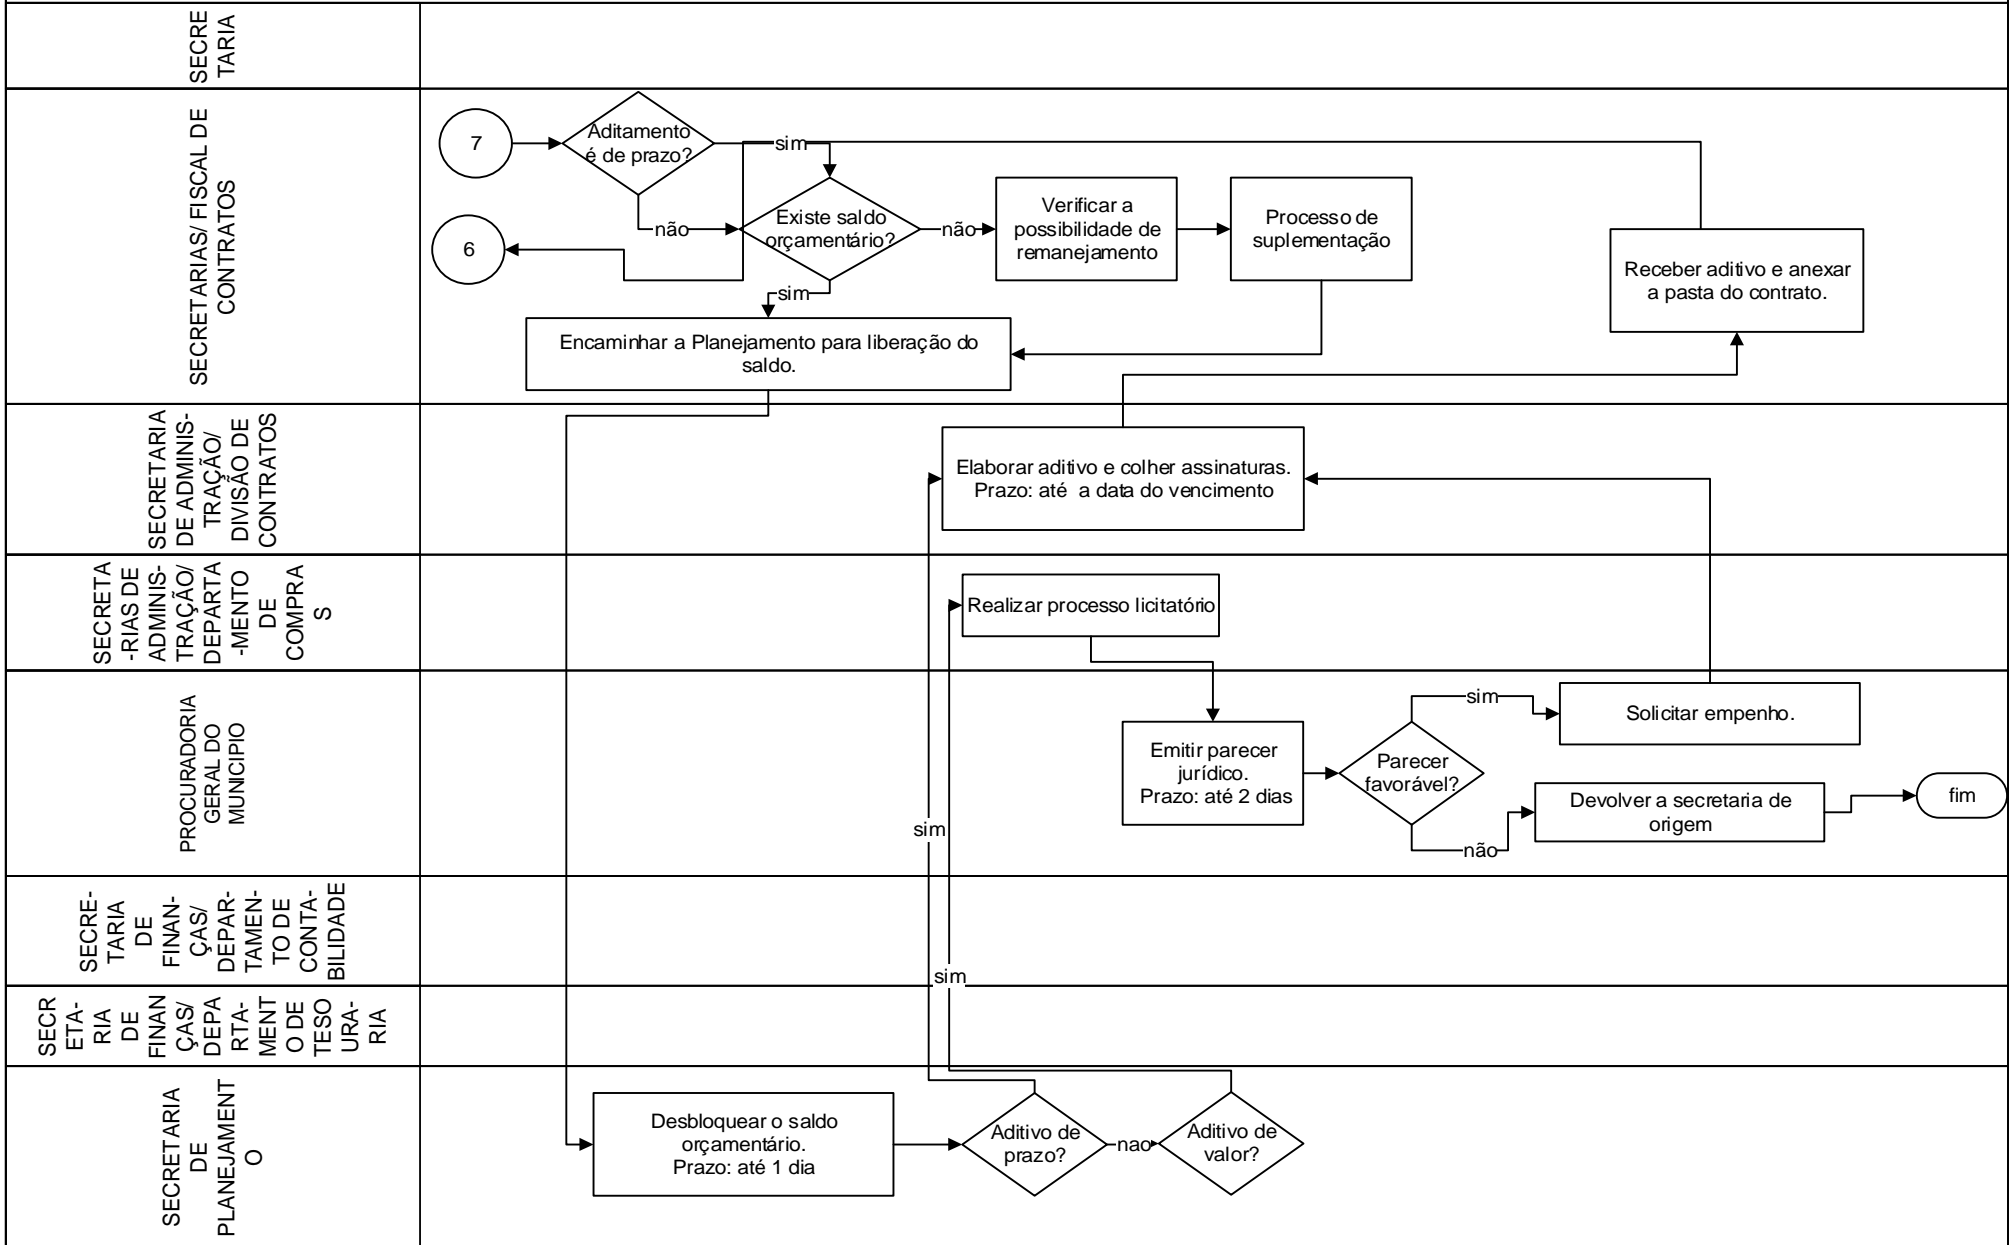 SECRE
TARIA
SECRETARIAS/ FISCAL DE
CONTRATOS
7
Aditamento
é de prazo?
sim
não
6
Existe saldo
orçamentário?
não
sim
Verificar a
possibilidade de
remanejamento
Processo de
suplementação
Receber aditivo e anexar
a pasta do contrato.
Encaminhar a Planejamento para liberação do
saldo.
SECRETARIA
DE ADMINIS-
TRAÇÃO/
DIVISÃO DE
CONTRATOS
Elaborar aditivo e colher assinaturas.
Prazo: até a data do vencimento
SECRETA
-RIAS DE
ADMINIS-
TRAÇÃO/
DEPARTA
-MENTO
DE
COMPRA
S
Realizar processo licitatório
PROCURADORIA
GERAL DO
MUNICIPIO
Emitir parecer
jurídico.
Prazo: até 2 dias
Parecer
favorável?
sim
Solicitar empenho.
não
Devolver a secretaria de
origem
fim
sim
SECRE-
TARIA
DE
FINAN-
ÇAS/
DEPAR-
TAMEN-
TO DE
CONTA-
BILIDADE
sim
SECR
ETA-
RIA
DE
FINAN
ÇAS/
DEPA
RTA-
MENT
O DE
TESO
URA-
RIA
SECRETARIA
DE
PLANEJAMENT
O
Desbloquear o saldo
orçamentário.
Prazo: até 1 dia
Aditivo de
prazo?
nao
Aditivo de
valor?